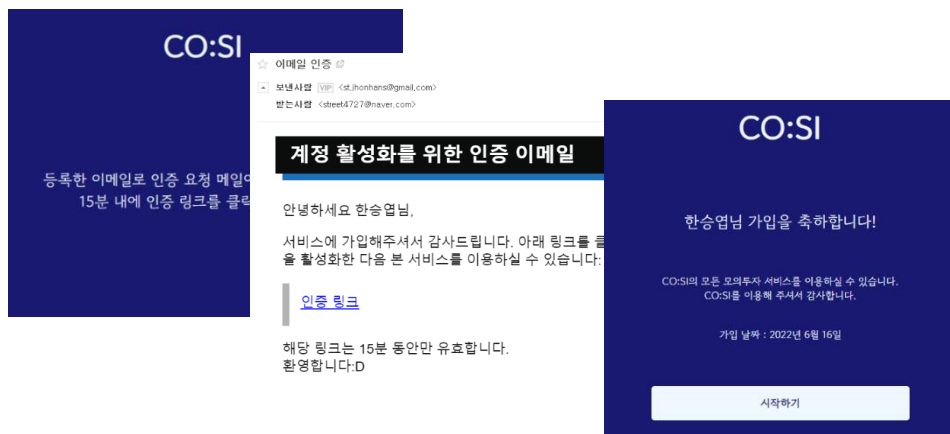 CO:SI
등록한 이메일로 인증 요청 메일
15분 내에 인증 링크를 클릭
이메일 인증
보낸사람 VIP <st.jhonhans@gmail.com>
받는사람 <street4727@naver.com>
계정 활성화를 위한 인증 이메일
안녕하세요 한승엽님,
서비스에 가입해주셔서 감사드립니다. 아래 링크를
을 활성화한 다음 본 서비스를 이용하실 수 있습니다:
인증 링크
해당 링크는 15분 동안만 유효합니다.
환영합니다:D
CO:SI
한승엽님 가입을 축하합니다!
CO:SI의 모든 모의투자 서비스를 이용하실 수 있습니다.
CO:SI를 이용해 주셔서 감사합니다.
가입 날짜 : 2022년 6월 16일
시작하기